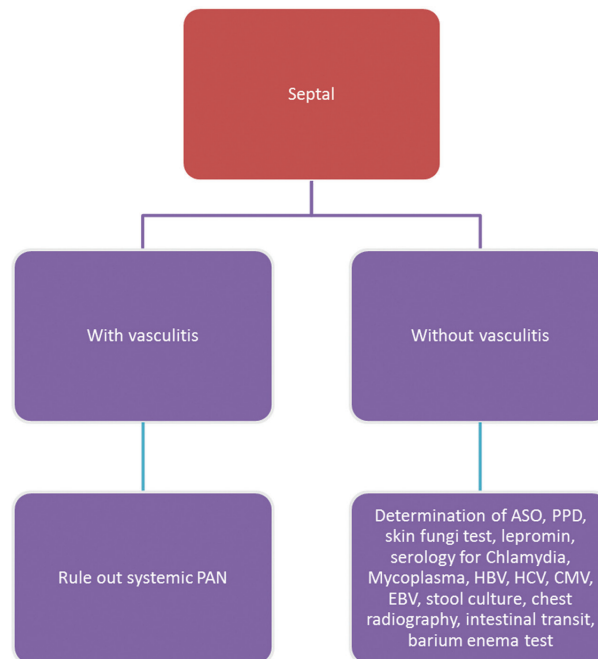 Septal
With vasculitis
Without vasculitis
Rule out systemic PAN
Determination of ASO, PPD,
skin fungi test, lepromin,
serology for Chlamydia,
Mycoplasma, HBV, HCV, CMV,
EBV, stool culture, chest
radiography, intestinal transit,
barium enema test